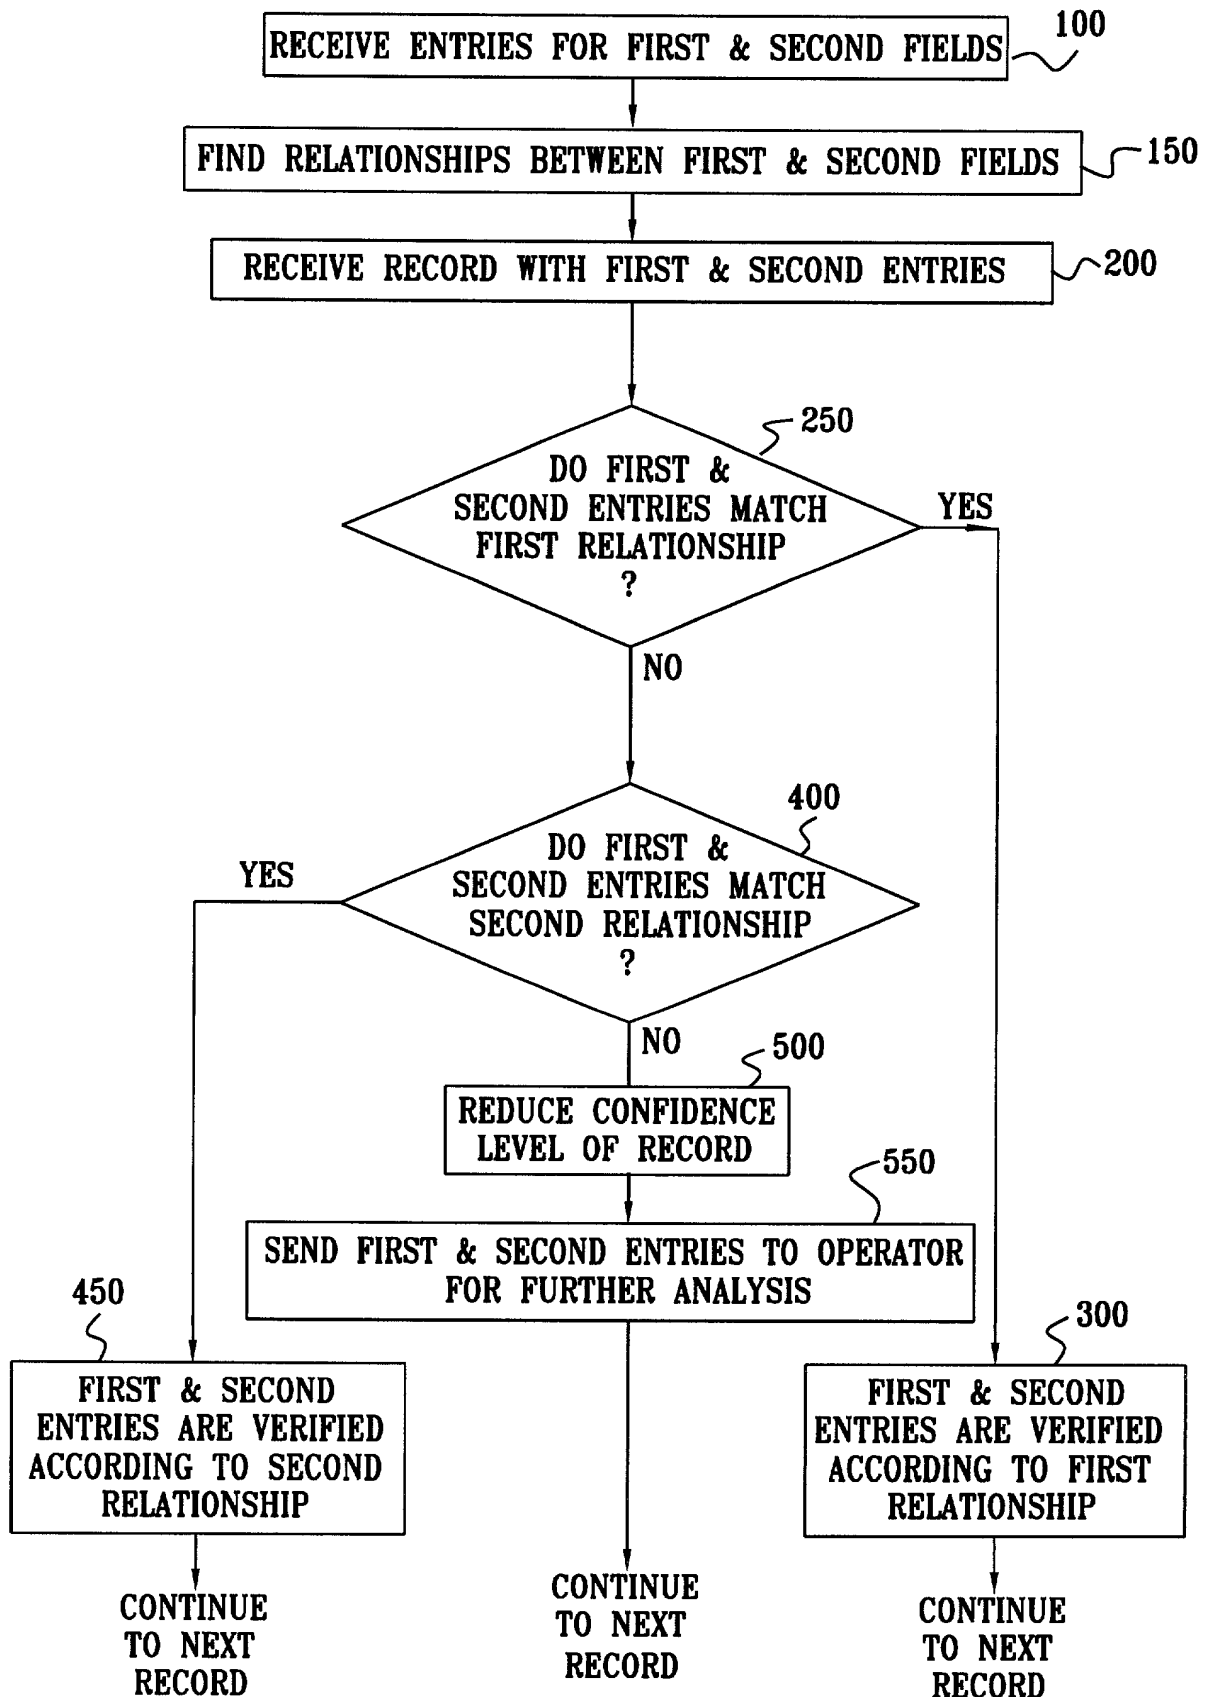 RECEIVE ENTRIES FOR FIRST & SECOND FIELDS
100
FIND RELATIONSHIPS BETWEEN FIRST & SECOND FIELDS
150
RECEIVE RECORD WITH FIRST & SECOND ENTRIES
200
250
DO FIRST &
SECOND ENTRIES MATCH
FIRST RELATIONSHIP
?
YES
NO
400
DO FIRST &
SECOND ENTRIES MATCH
SECOND RELATIONSHIP
?
YES
NO
500
REDUCE CONFIDENCE
LEVEL OF RECORD
550
SEND FIRST & SECOND ENTRIES TO OPERATOR
FOR FURTHER ANALYSIS
450
FIRST & SECOND
ENTRIES ARE VERIFIED
ACCORDING TO SECOND
RELATIONSHIP
300
FIRST & SECOND
ENTRIES ARE VERIFIED
ACCORDING TO FIRST
RELATIONSHIP
CONTINUE
TO NEXT
RECORD
CONTINUE
TO NEXT
RECORD
CONTINUE
TO NEXT
RECORD